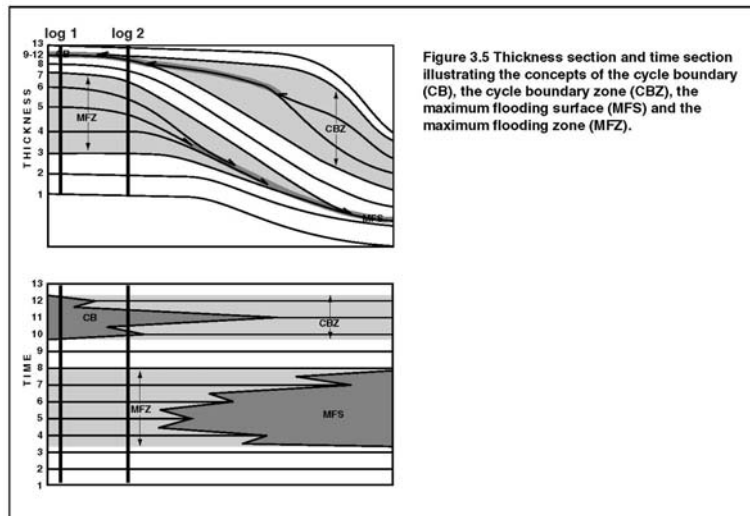 log 1 log 2
13
9-12
8
7
6
5
4
3
2
1
THICKNESS
CB
MFZ
CBZ
MFS
Figure 3.5 Thickness section and time section
illustrating the concepts of the cycle boundary
(CB), the cycle boundary zone (CBZ), the
maximum flooding surface (MFS) and the
maximum flooding zone (MFZ).
13
12
11
10
9
8
7
6
5
4
3
2
1
TIME
CB
CBZ
MFZ
MFS